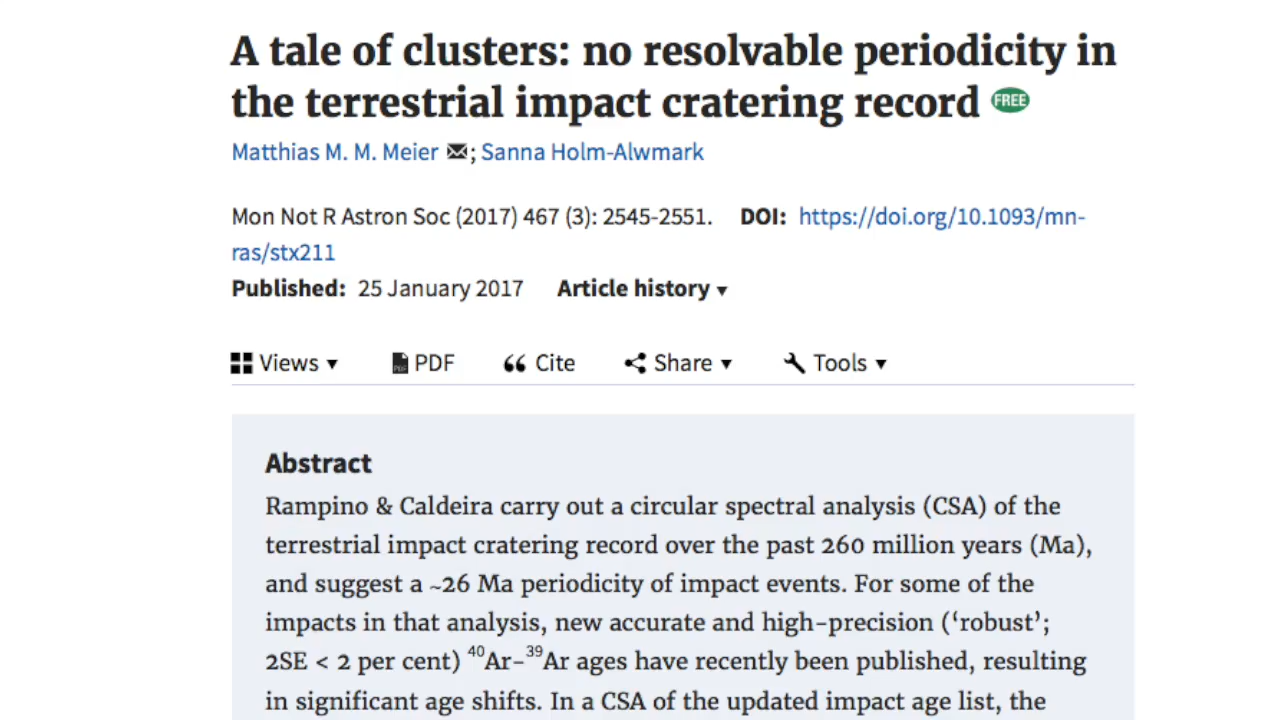 A tale of clusters: no resolvable periodicity in
the terrestrial impact cratering record FREE
Matthias M. M. Meier ; Sanna Holm-Alwmark
Mon Not R Astron Soc (2017) 467 (3): 2545-2551. DOI: https://doi.org/10.1093/mn-
ras/stx211
Published: 25 January 2017 Article history ▾
Views ▾ PDF Cite Share ▾ Tools ▾
Abstract
Rampino & Caldeira carry out a circular spectral analysis (CSA) of the
terrestrial impact cratering record over the past 260 million years (Ma),
and suggest a ~26 Ma periodicity of impact events. For some of the
impacts in that analysis, new accurate and high-precision (‘robust’;
2SE < 2 per cent) ⁴⁰Ar–³⁹Ar ages have recently been published, resulting
in significant age shifts. In a CSA of the updated impact age list, the